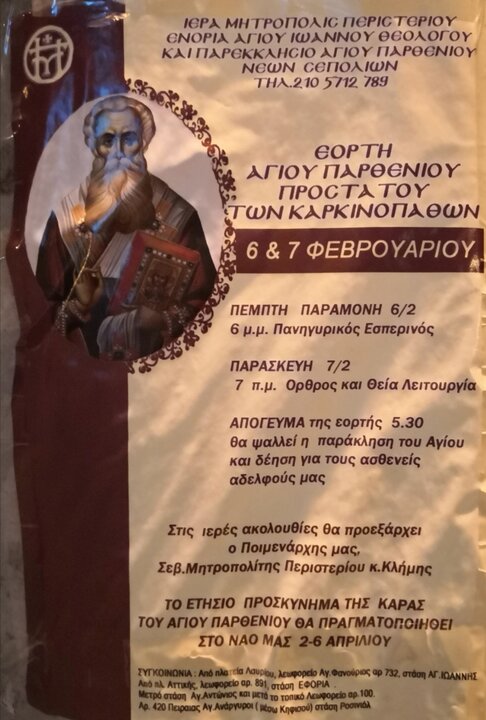 ΙΕΡΑ ΜΗΤΡΟΠΟΛΙΣ ΠΕΡΙΣΤΕΡΙΟΥ
ΕΝΟΡΙΑ ΑΓΙΟΥ ΙΩΑΝΝΟΥ ΘΕΟΛΟΓΟΥ
ΚΑΙ ΠΑΡΕΚΚΛΗΣΙΟ ΑΓΙΟΥ ΠΑΡΘΕΝΙΟΥ
ΝΕΩΝ ΣΕΠΟΛΙΩΝ
ΤΗΛ.210 5712 789
ΕΟΡΤΗ
ΑΓΙΟΥ ΠΑΡΘΕΝΙΟΥ
ΠΡΟΣΤΑΤΟΥ
ΤΩΝ ΚΑΡΚΙΝΟΠΑΘΩΝ
6 & 7 ΦΕΒΡΟΥΑΡΙΟΥ
ΠΕΜΠΤΗ ΠΑΡΑΜΟΝΗ 6/2
6 μ.μ. Πανηγυρικός Εσπερινός
ΠΑΡΑΣΚΕΥΗ 7/2
7 π.μ. Ορθρος και Θεία Λειτουργία
ΑΠΟΓΕΥΜΑ της εορτής 5.30
θα ψαλλεί η παράκληση του Αγίου
και δέηση για τους ασθενείς
αδελφούς μας
Στις ιερές ακολουθίες θα προεξάρχει
ο Ποιμενάρχης μας,
Σεβ.Μητροπολίτης Περιστερίου κ.Κλήμης
ΤΟ ΕΤΗΣΙΟ ΠΡΟΣΚΥΝΗΜΑ ΤΗΣ ΚΑΡΑΣ
ΤΟΥ ΑΓΙΟΥ ΠΑΡΘΕΝΙΟΥ ΘΑ ΠΡΑΓΜΑΤΟΠΟΙΗΘΕΙ
ΣΤΟ ΝΑΟ ΜΑΣ 2-6 ΑΠΡΙΛΙΟΥ
ΣΥΓΚΟΙΝΩΝΙΑ : Από πλατεία Λαυρίου, λεωφορείο Αγ.Φανούριος αρ 732, στάση ΑΓ.ΙΩΑΝΝΗΣ
Από πλ. Αττικής, λεωφορείο αρ. 891, στάση ΕΦΟΡΙΑ
Μετρό στάση Αγ.Αντώνιος και μετά το τοπικό Λεωφορείο αρ.100.
Αρ. 420 Πειραιας Αγ.Ανάργυροι ( μέσω Κηφισού) στάση Ροσινιόλ